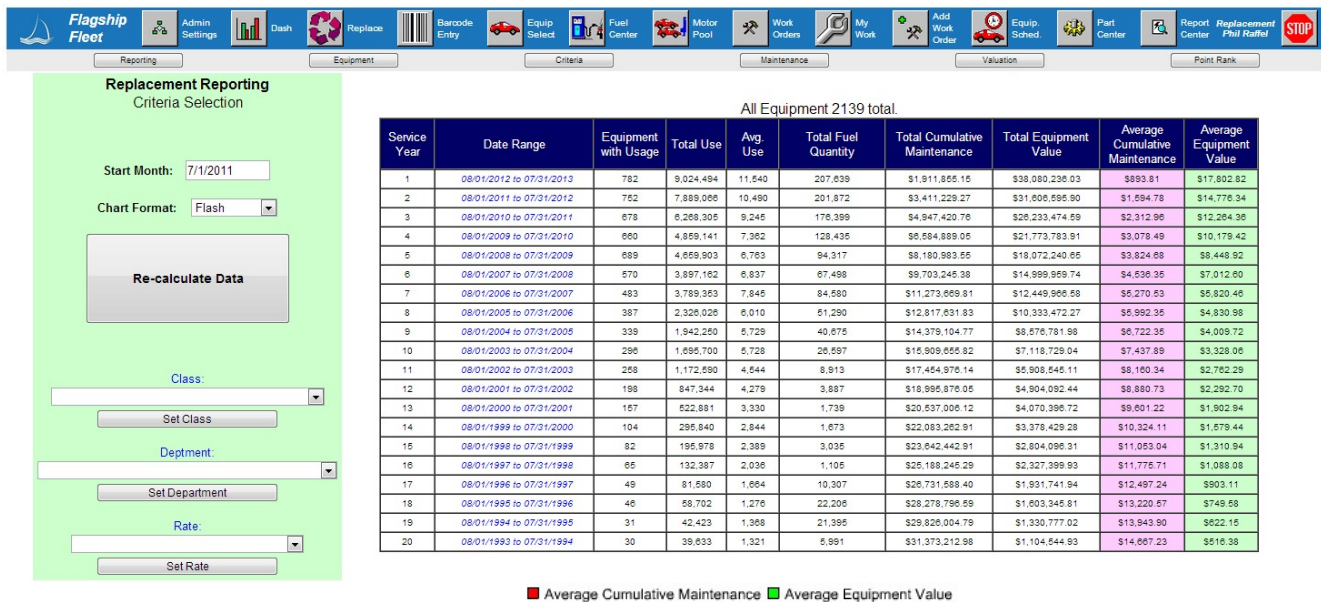 Flagship Fleet
Admin Settings
Dash
Replace
Barcode Entry
Equip Select
Fuel Center
Motor Pool
Work Orders
My Work
Add Work Order
Equip. Sched.
Part Center
Report Center
Replacement Phil Raffel
STOP
Reporting
Equipment
Criteria
Maintenance
Valuation
Point Rank
Replacement Reporting
Criteria Selection
Start Month: 7/1/2011
Chart Format: Flash
Re-calculate Data
Class:
Set Class
Deptment:
Set Department
Rate:
Set Rate
All Equipment 2139 total.
Service Year Date Range Equipment with Usage Total Use Avg. Use Total Fuel Quantity Total Cumulative Maintenance Total Equipment Value Average Cumulative Maintenance Average Equipment Value
1 08/01/2012 to 07/31/2013 782 9,024,494 11,540 207,639 $1,911,855.15 $38,080,236.03 $893.81 $17,802.82
2 08/01/2011 to 07/31/2012 752 7,889,066 10,490 201,872 $3,411,229.27 $31,606,595.90 $1,594.78 $14,776.34
3 08/01/2010 to 07/31/2011 678 6,268,305 9,245 176,399 $4,947,420.76 $26,233,474.59 $2,312.96 $12,264.36
4 08/01/2009 to 07/31/2010 660 4,859,141 7,362 128,435 $6,584,889.05 $21,773,783.91 $3,078.49 $10,179.42
5 08/01/2008 to 07/31/2009 689 4,659,903 6,763 94,317 $8,180,983.55 $18,072,240.65 $3,824.68 $8,448.92
6 08/01/2007 to 07/31/2008 570 3,897,162 6,837 67,498 $9,703,245.38 $14,999,959.74 $4,536.35 $7,012.60
7 08/01/2006 to 07/31/2007 483 3,789,353 7,845 84,580 $11,273,669.81 $12,449,966.58 $5,270.53 $5,820.46
8 08/01/2005 to 07/31/2006 387 2,326,026 6,010 51,290 $12,817,631.83 $10,333,472.27 $5,992.35 $4,830.98
9 08/01/2004 to 07/31/2005 339 1,942,250 5,729 40,675 $14,379,104.77 $8,576,781.98 $6,722.35 $4,009.72
10 08/01/2003 to 07/31/2004 296 1,695,700 5,728 26,597 $15,909,655.82 $7,118,729.04 $7,437.89 $3,328.06
11 08/01/2002 to 07/31/2003 258 1,172,590 4,544 8,913 $17,454,976.14 $5,908,545.11 $8,160.34 $2,762.29
12 08/01/2001 to 07/31/2002 198 847,344 4,279 3,887 $18,995,876.05 $4,904,092.44 $8,880.73 $2,292.70
13 08/01/2000 to 07/31/2001 157 522,881 3,330 1,739 $20,537,006.12 $4,070,396.72 $9,601.22 $1,902.94
14 08/01/1999 to 07/31/2000 104 295,840 2,844 1,673 $22,083,262.91 $3,378,429.28 $10,324.11 $1,579.44
15 08/01/1998 to 07/31/1999 82 195,978 2,389 3,035 $23,642,442.91 $2,804,096.31 $11,053.04 $1,310.94
16 08/01/1997 to 07/31/1998 65 132,387 2,036 1,105 $25,188,245.29 $2,327,399.93 $11,775.71 $1,088.08
17 08/01/1996 to 07/31/1997 49 81,580 1,664 10,307 $26,731,588.40 $1,931,741.94 $12,497.24 $903.11
18 08/01/1995 to 07/31/1996 46 58,702 1,276 22,206 $28,278,796.59 $1,603,345.81 $13,220.57 $749.58
19 08/01/1994 to 07/31/1995 31 42,423 1,368 21,395 $29,826,004.79 $1,330,777.02 $13,943.90 $622.15
20 08/01/1993 to 07/31/1994 30 39,633 1,321 5,991 $31,373,212.98 $1,104,544.93 $14,667.23 $516.38
Average Cumulative Maintenance Average Equipment Value